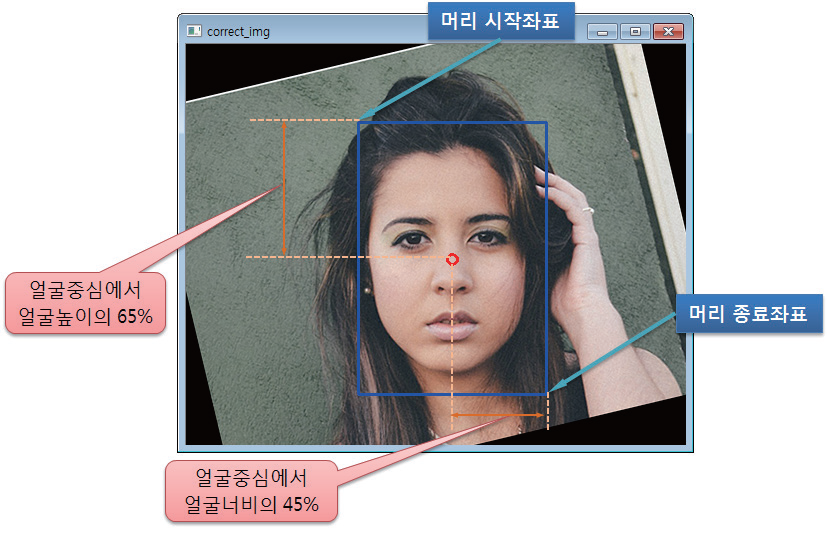 머리 시작좌표
correct_img
얼굴중심에서
얼굴높이의 65%
머리 종료좌표
얼굴중심에서
얼굴너비의 45%